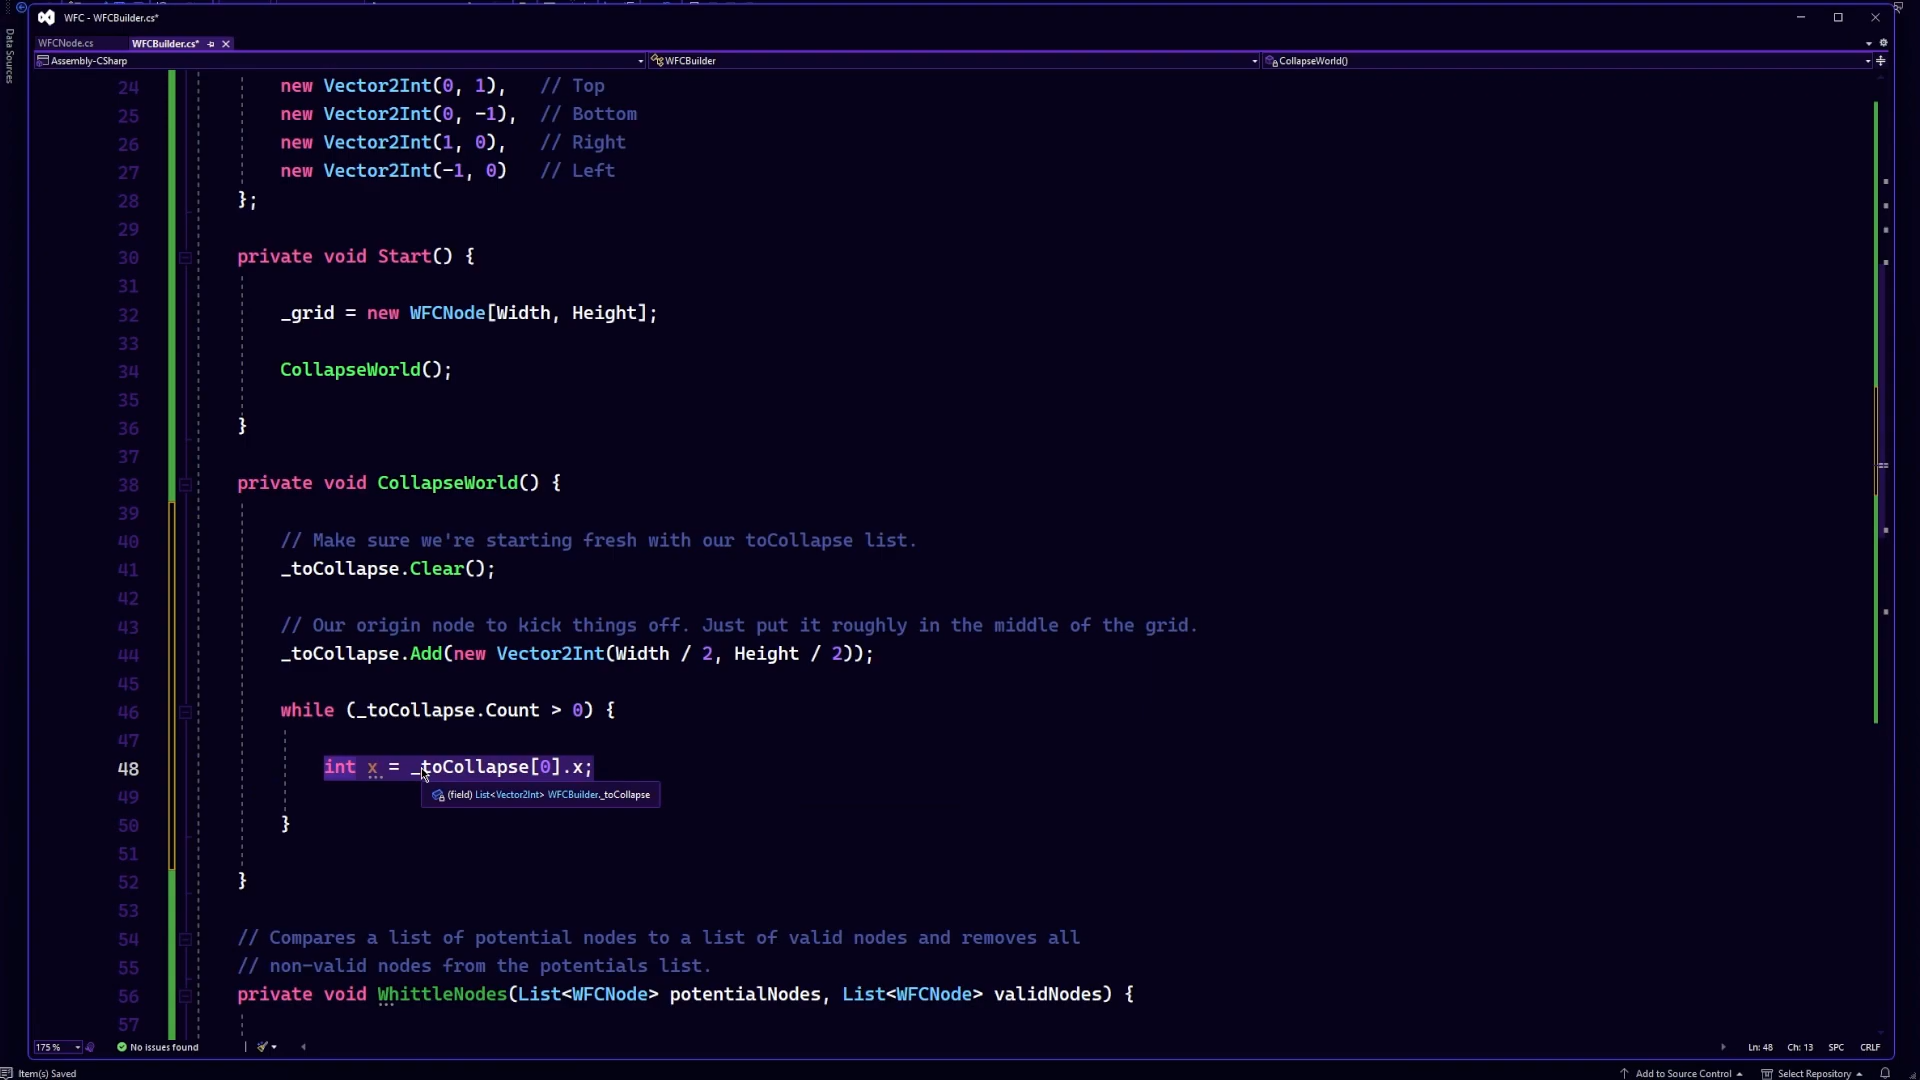 WFC - WFCBuilder.cs*
Data Sources
WFCNode.cs
WFCBuilder.cs*
Assembly-CSharp
WFCBuilder
CollapseWorld()
24 new Vector2Int(0, 1), // Top
25 new Vector2Int(0, -1), // Bottom
26 new Vector2Int(1, 0), // Right
27 new Vector2Int(-1, 0) // Left
28 };
29
30 private void Start() {
31
32 _grid = new WFCNode[Width, Height];
33
34 CollapseWorld();
35
36 }
37
38 private void CollapseWorld() {
39
40 // Make sure we're starting fresh with our toCollapse list.
41 _toCollapse.Clear();
42
43 // Our origin node to kick things off. Just put it roughly in the middle of the grid.
44 _toCollapse.Add(new Vector2Int(Width / 2, Height / 2));
45
46 while (_toCollapse.Count > 0) {
47
48 int x = _toCollapse[0].x;
(field) List<Vector2Int> WFCBuilder._toCollapse
49
50 }
51
52 }
53
54 // Compares a list of potential nodes to a list of valid nodes and removes all
55 // non-valid nodes from the potentials list.
56 private void WhittleNodes(List<WFCNode> potentialNodes, List<WFCNode> validNodes) {
57
175 %
No issues found
Ln: 48 Ch: 13 SPC CRLF
Item(s) Saved
Add to Source Control
Select Repository